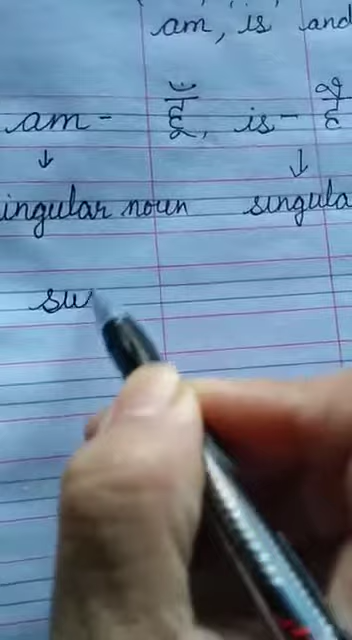 am, is and
am - हूँ, is - है
↓ ↓
ingular noun singula
su